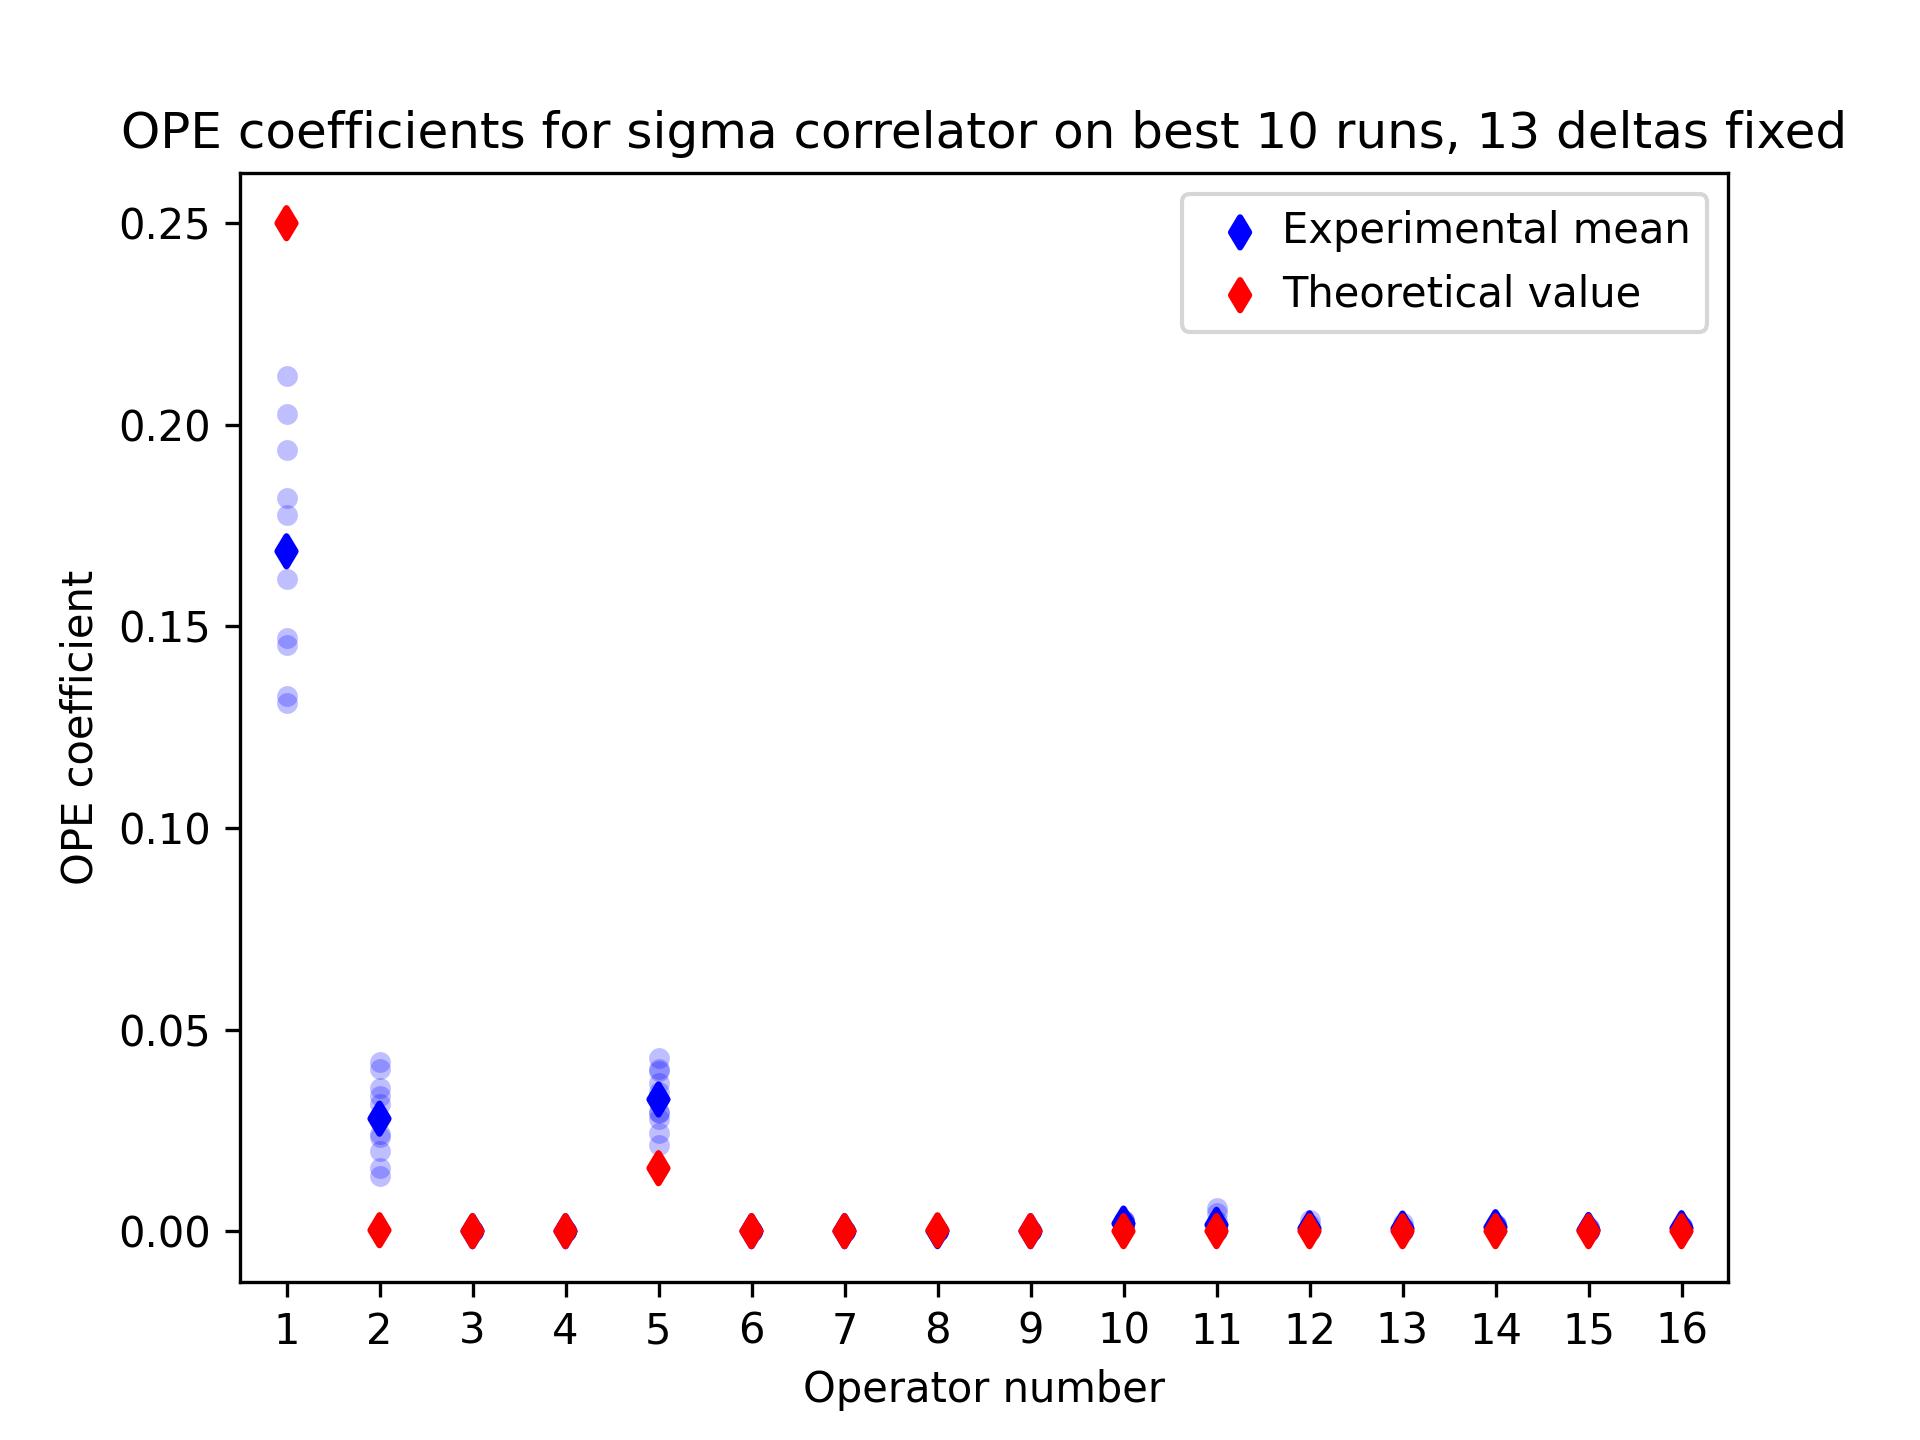 OPE coefficients for sigma correlator on best 10 runs, 13 deltas fixed
Experimental mean
Theoretical value
OPE coefficient
0.25
0.20
0.15
0.10
0.05
0.00
1 2 3 4 5 6 7 8 9 10 11 12 13 14 15 16
Operator number